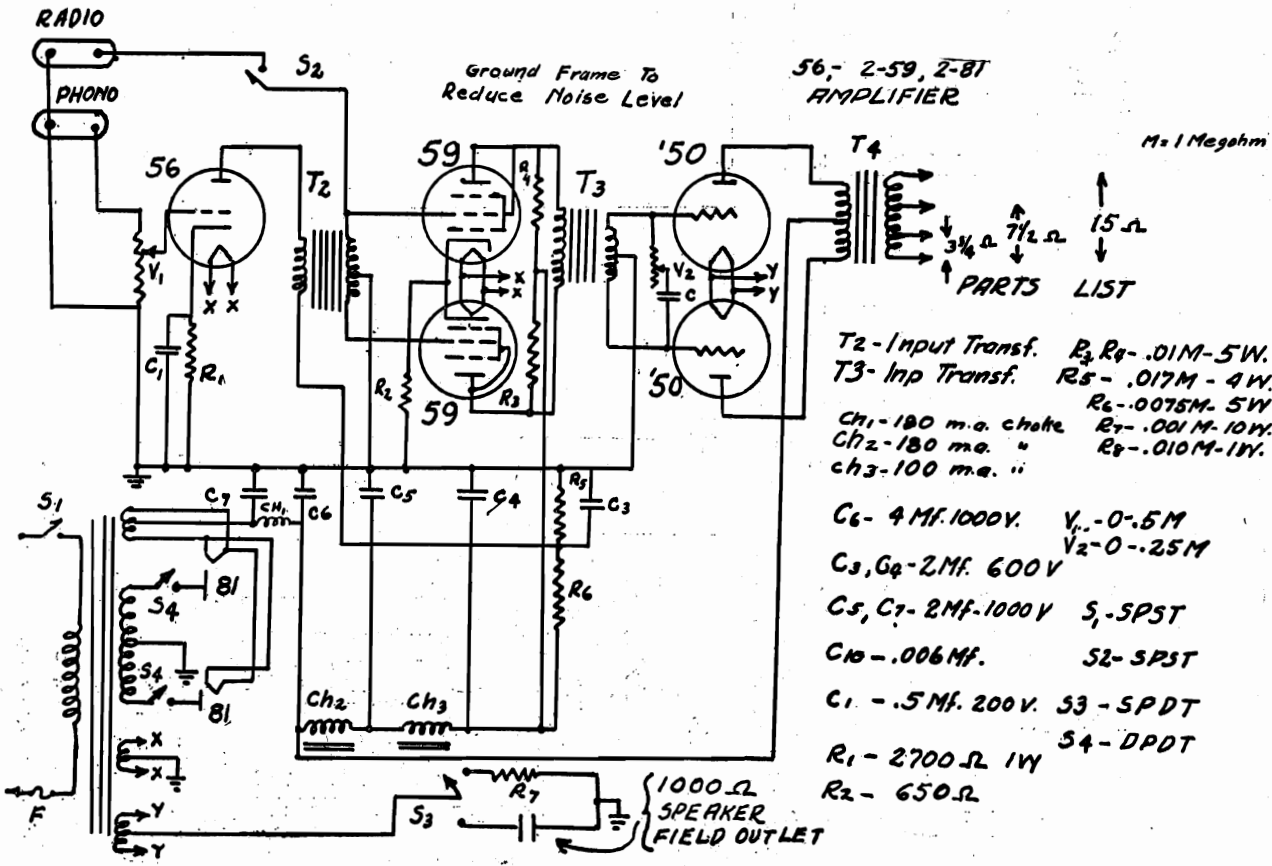 RADIO
S2
PHONO
Ground Frame To
Reduce Noise Level
56,- 2-59, 2-81
AMPLIFIER
M=1 Megohm
56
T2
59
R4
T3
'50
T4
V1
X X
C1
R1
X
X
R2
59
R3
V2
C
Y
Y
'50
3¾ Ω
7½ Ω
15 Ω
PARTS LIST
T2-Input Transf.
T3-Inp Transf.
Ch1-180 m.a. choke
Ch2-180 ma. "
ch3-100 ma. "
R3 R4-.01M-5W.
R5-.017M-4W.
R6-.0075M-5W
R7-.001M-10W.
R8-.010M-1W.
C6-4 Mf. 1000V.
C3, C4-2Mf. 600V
C5, C7-2Mf-1000V
C10-.006Mf.
C1-.5Mf. 200V.
R1-2700Ω 1W
R2-650Ω
V1-0-.5M
V2-0-.25M
S1-SPST
S2-SPST
S3-SPDT
S4-DPDT
S1
C7
CH1
C6
C5
C4
R5
C3
R6
S4
81
S4
81
Ch2
Ch3
X
X
F
Y
Y
S3
R7
1000Ω
SPEAKER
FIELD OUTLET